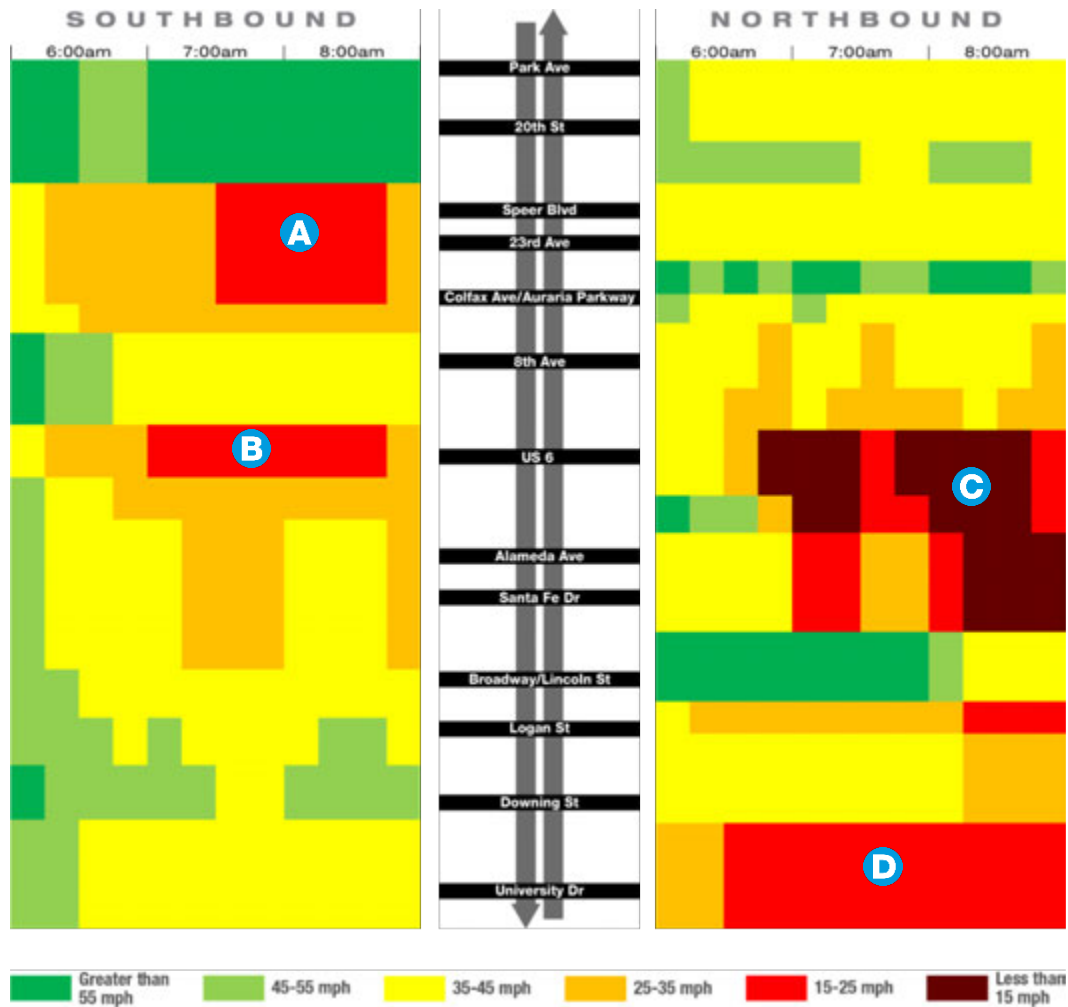 SOUTHBOUND
6:00am 7:00am 8:00am
NORTHBOUND
6:00am 7:00am 8:00am
Park Ave
20th St
Speer Blvd
23rd Ave
Colfax Ave/Auraria Parkway
8th Ave
US 6
Alameda Ave
Santa Fe Dr
Broadway/Lincoln St
Logan St
Downing St
University Dr
A
B
C
D
Greater than
55 mph
45-55 mph
35-45 mph
25-35 mph
15-25 mph
Less than
15 mph